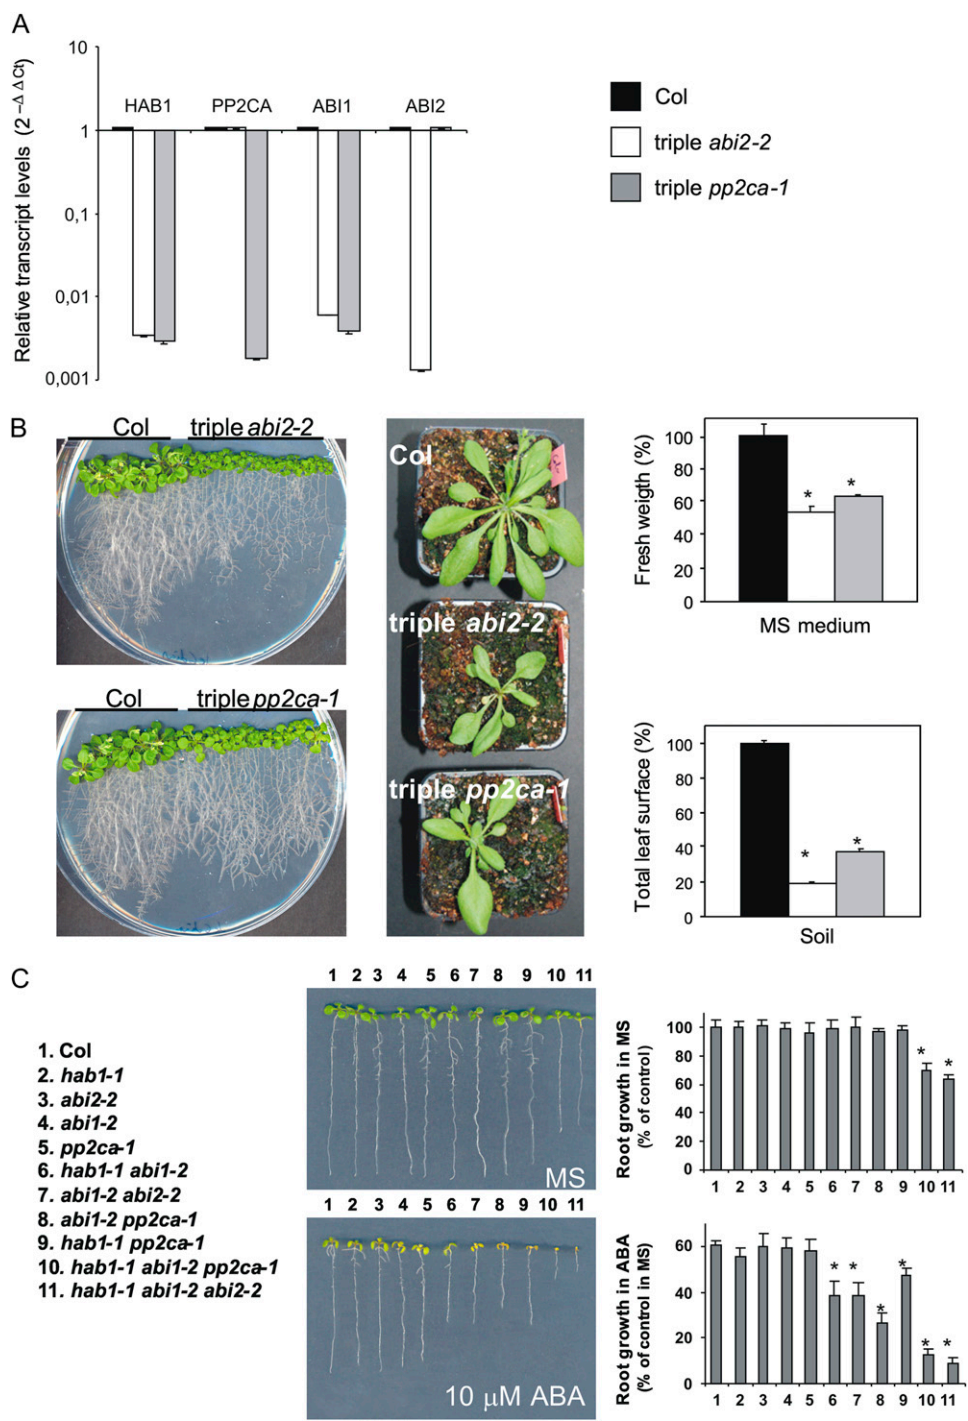 A
Relative transcript levels (2 −Δ Δ Ct)
10
1
0,1
0,01
0,001
HAB1 PP2CA ABI1 ABI2
Col
triple abi2-2
triple pp2ca-1
B
Col triple abi2-2
Col triple pp2ca-1
Col
triple abi2-2
triple pp2ca-1
Fresh weigth (%)
100
80
60
40
20
0
* *
MS medium
Total leaf surface (%)
100
80
60
40
20
0
* *
Soil
C
1. Col
2. hab1-1
3. abi2-2
4. abi1-2
5. pp2ca-1
6. hab1-1 abi1-2
7. abi1-2 abi2-2
8. abi1-2 pp2ca-1
9. hab1-1 pp2ca-1
10. hab1-1 abi1-2 pp2ca-1
11. hab1-1 abi1-2 abi2-2
1 2 3 4 5 6 7 8 9 10 11
MS
1 2 3 4 5 6 7 8 9 10 11
10 μM ABA
Root growth in MS
(% of control)
100
80
60
40
20
0
* *
1 2 3 4 5 6 7 8 9 10 11
Root growth in ABA
(% of control in MS)
60
40
20
0
* * * * * *
1 2 3 4 5 6 7 8 9 10 11